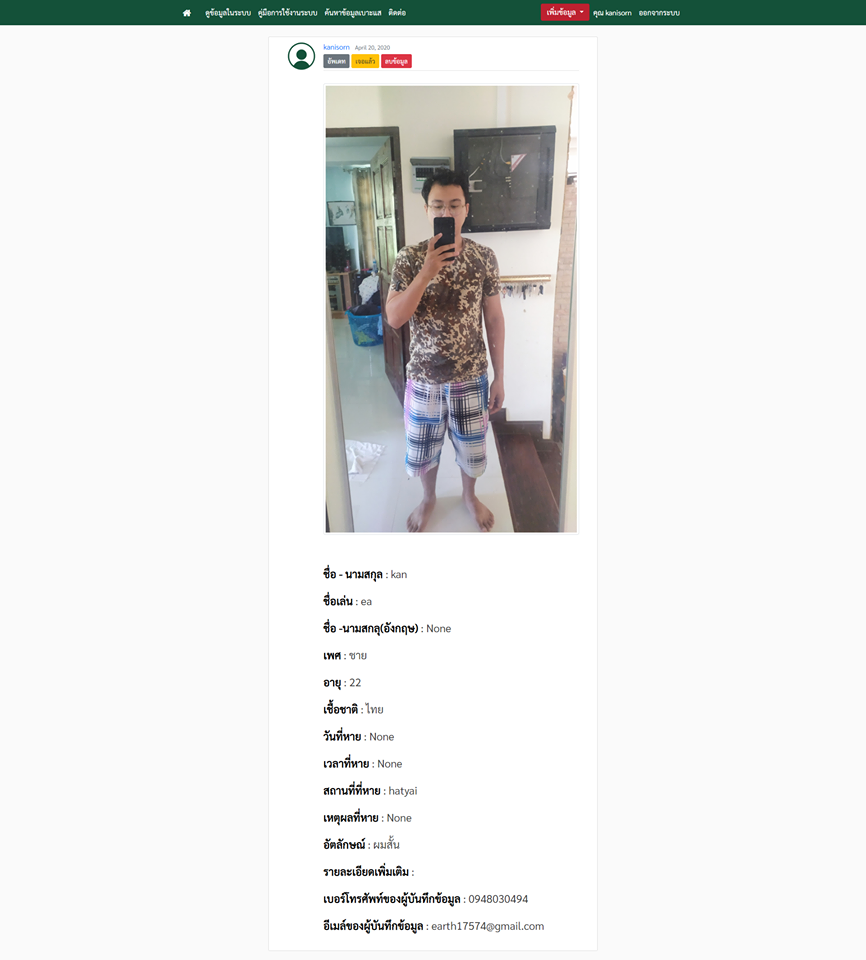 ดูข้อมูลในระบบ คู่มือการใช้งานระบบ ค้นหาข้อมูลเบาะแส ติดต่อ เพิ่มข้อมูล คุณ kanisorn ออกจากระบบ
kanisorn April 20, 2020
อัพเดท เจอแล้ว ลบข้อมูล
ชื่อ - นามสกุล : kan
ชื่อเล่น : ea
ชื่อ -นามสกลุ(อังกฤษ) : None
เพศ : ชาย
อายุ : 22
เชื้อชาติ : ไทย
วันที่หาย : None
เวลาที่หาย : None
สถานที่ที่หาย : hatyai
เหตุผลที่หาย : None
อัตลักษณ์ : ผมสั้น
รายละเอียดเพิ่มเติม :
เบอร์โทรศัพท์ของผู้บันทึกข้อมูล : 0948030494
อีเมล์ของผู้บันทึกข้อมูล : earth17574@gmail.com